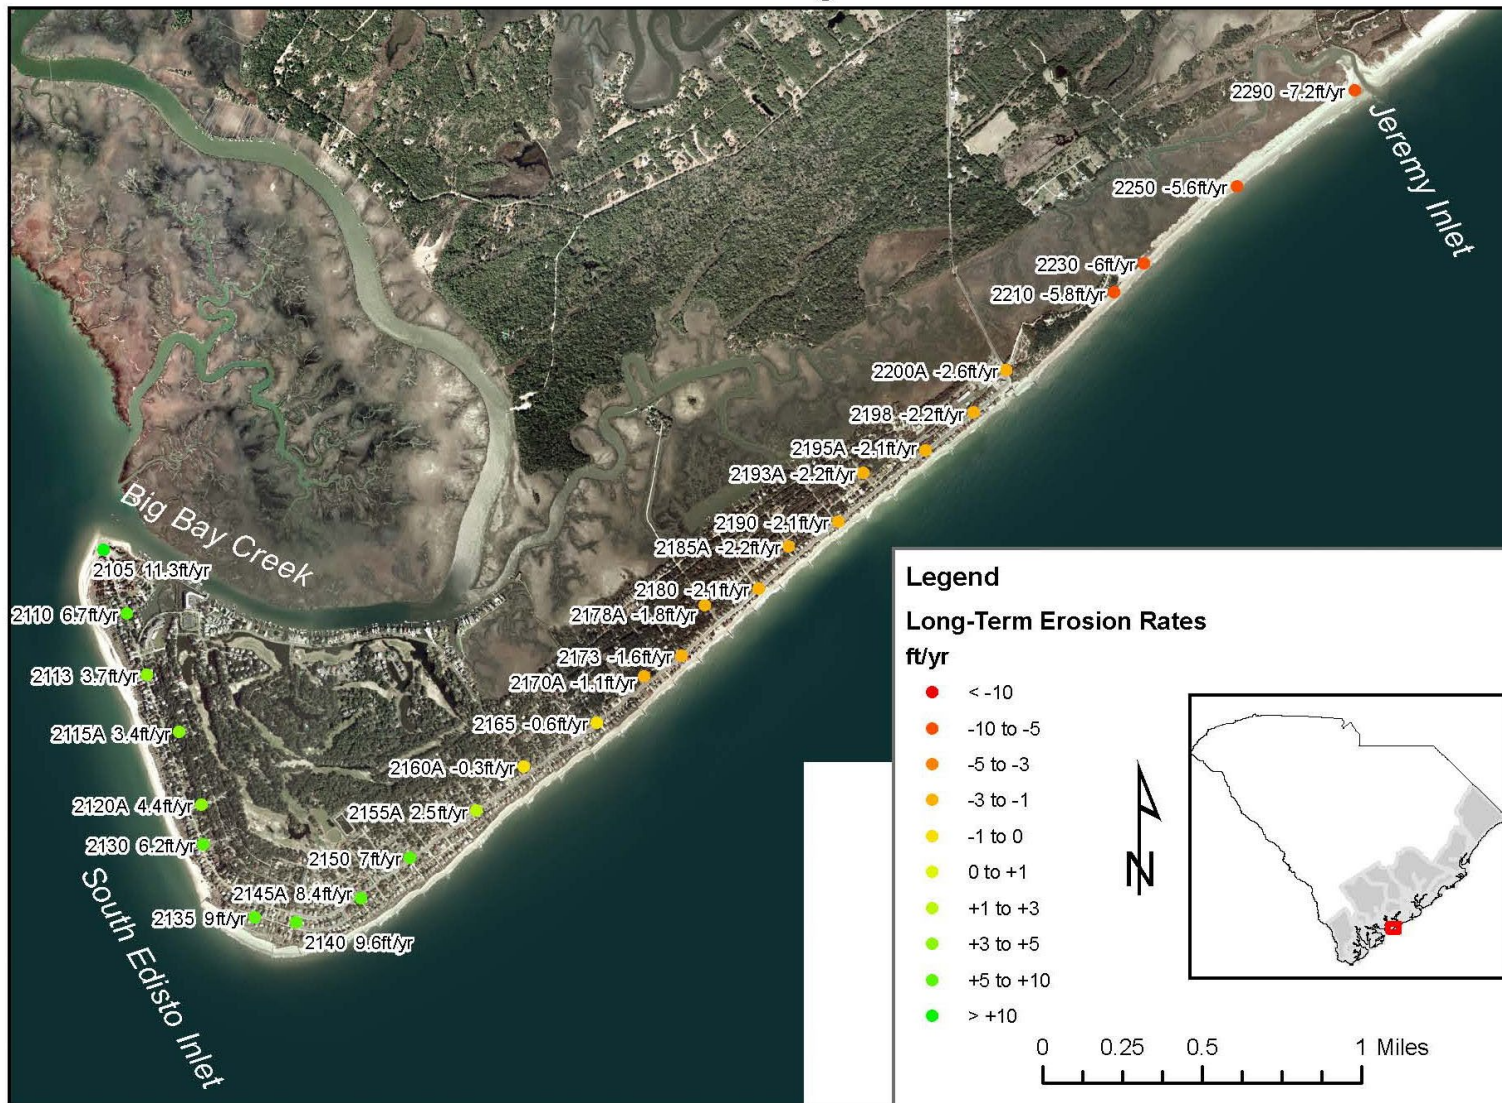 2290 -7.2ft/yr
Jeremy Inlet
2250 -5.6ft/yr
2230 -6ft/yr
2210 -5.8ft/yr
2200A -2.6ft/yr
2198 -2.2ft/yr
2195A -2.1ft/yr
2193A -2.2ft/yr
2190 -2.1ft/yr
2185A -2.2ft/yr
2180 -2.1ft/yr
2178A -1.8ft/yr
2173 -1.6ft/yr
2170A -1.1ft/yr
2165 -0.6ft/yr
2160A -0.3ft/yr
2155A 2.5ft/yr
2150 7ft/yr
2145A 8.4ft/yr
2140 9.6ft/yr
2135 9ft/yr
2130 6.2ft/yr
2120A 4.4ft/yr
2115A 3.4ft/yr
2113 3.7ft/yr
2110 6.7ft/yr
2105 11.3ft/yr
Big Bay Creek
South Edisto Inlet
Legend
Long-Term Erosion Rates
ft/yr
< -10
-10 to -5
-5 to -3
-3 to -1
-1 to 0
0 to +1
+1 to +3
+3 to +5
+5 to +10
> +10
N
0 0.25 0.5 1 Miles